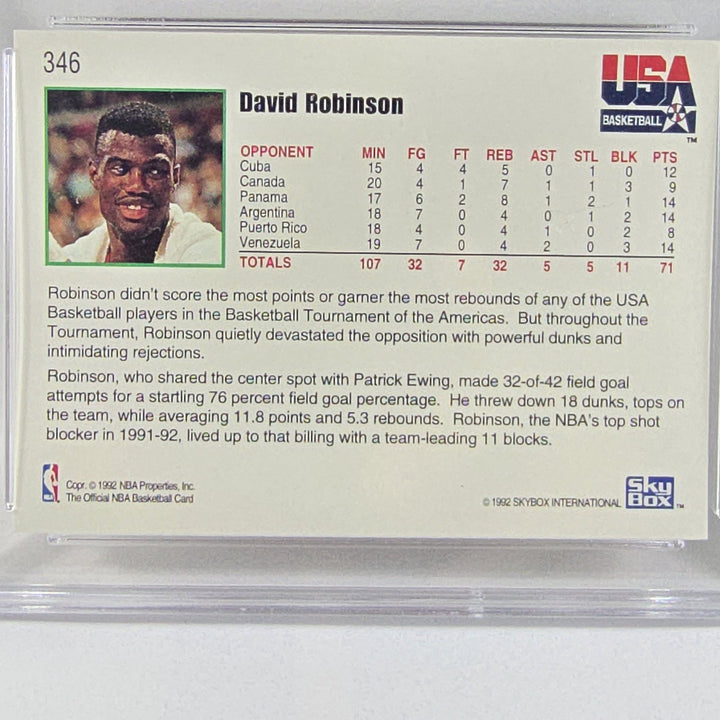 346
USA
BASKETBALL
TM
David Robinson
OPPONENT MIN FG FT REB AST STL BLK PTS
Cuba 15 4 4 5 0 1 0 12
Canada 20 4 1 7 1 1 3 9
Panama 17 6 2 8 1 2 1 14
Argentina 18 7 0 4 0 1 2 14
Puerto Rico 18 4 0 4 1 0 2 8
Venezuela 19 7 0 4 2 0 3 14
TOTALS 107 32 7 32 5 5 11 71
Robinson didn't score the most points or garner the most rebounds of any of the USA
Basketball players in the Basketball Tournament of the Americas. But throughout the
Tournament, Robinson quietly devastated the opposition with powerful dunks and
intimidating rejections.
Robinson, who shared the center spot with Patrick Ewing, made 32-of-42 field goal
attempts for a startling 76 percent field goal percentage. He threw down 18 dunks, tops on
the team, while averaging 11.8 points and 5.3 rebounds. Robinson, the NBA's top shot
blocker in 1991-92, lived up to that billing with a team-leading 11 blocks.
NBA
Copr. © 1992 NBA Properties, Inc.
The Official NBA Basketball Card
© 1992 SKYBOX INTERNATIONAL
Sky
BOX
TM